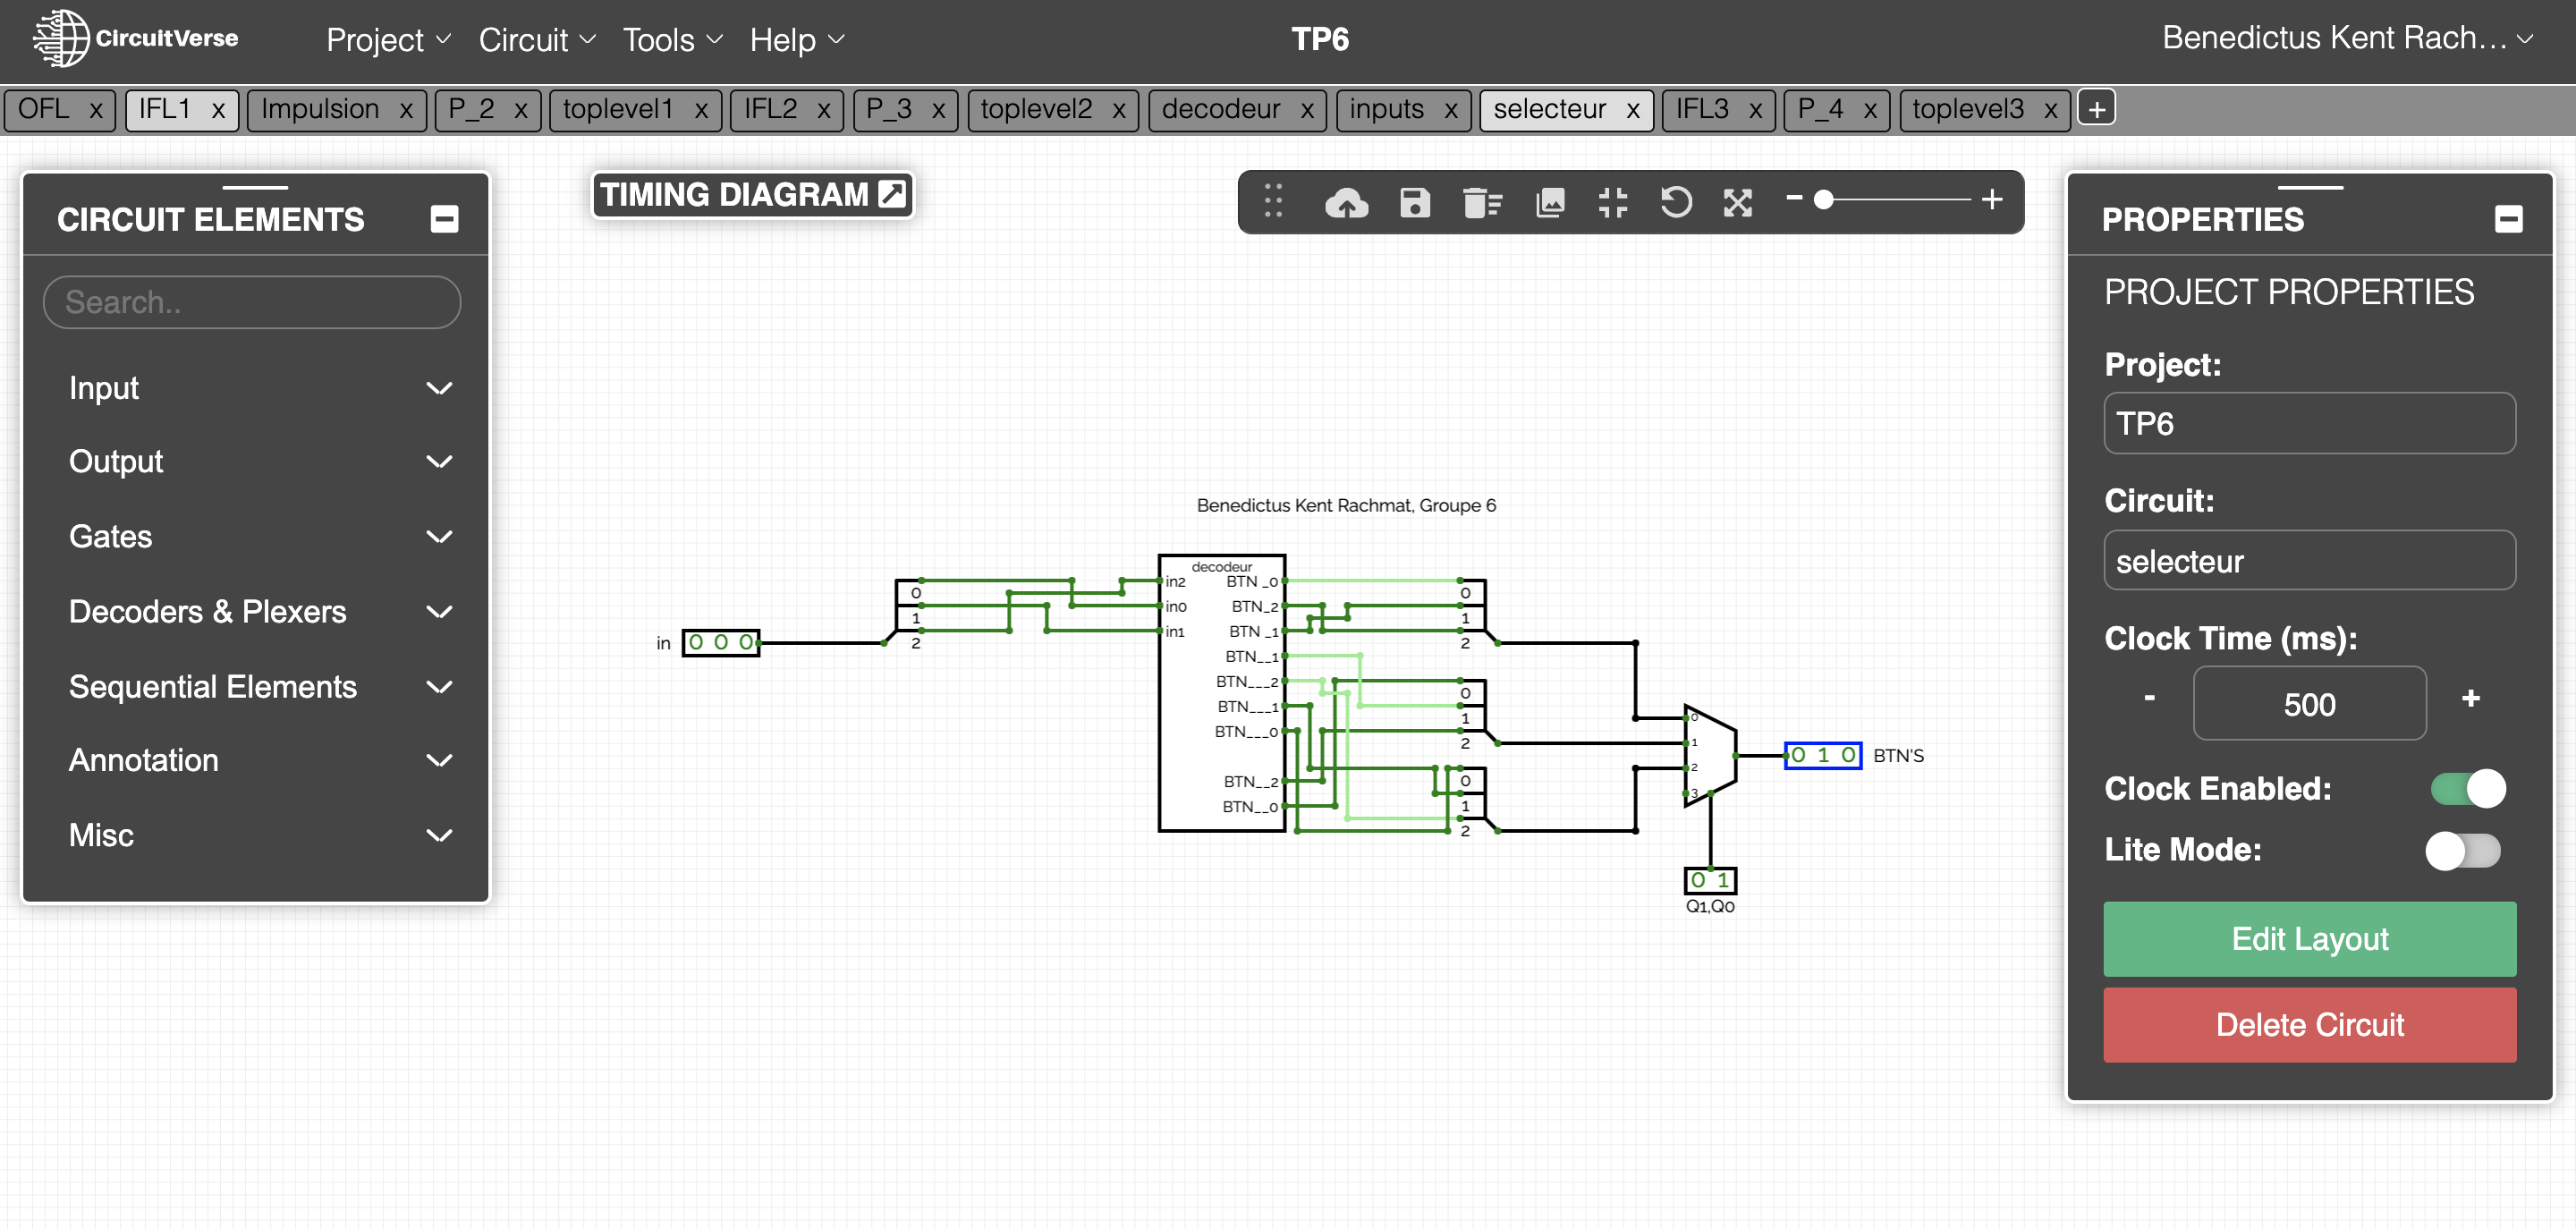 CircuitVerse Project Circuit Tools Help TP6 Benedictus Kent Rach...
OFL x IFL1 x Impulsion x P_2 x toplevel1 x IFL2 x P_3 x toplevel2 x decodeur x inputs x selecteur x IFL3 x P_4 x toplevel3 x +
CIRCUIT ELEMENTS
Search..
Input
Output
Gates
Decoders & Plexers
Sequential Elements
Annotation
Misc
TIMING DIAGRAM
- +
Benedictus Kent Rachmat, Groupe 6
in 0 0 0
0
1
2
decodeur
in2 BTN _0
in0 BTN_2
in1 BTN _1
BTN__1
BTN___2
BTN___1
BTN___0
BTN__2
BTN__0
0
1
2
0
1
2
0
1
2
0
1
2
3
0 1 0 BTN'S
0 1
Q1,Q0
PROPERTIES
PROJECT PROPERTIES
Project:
TP6
Circuit:
selecteur
Clock Time (ms):
- 500 +
Clock Enabled:
Lite Mode:
Edit Layout
Delete Circuit